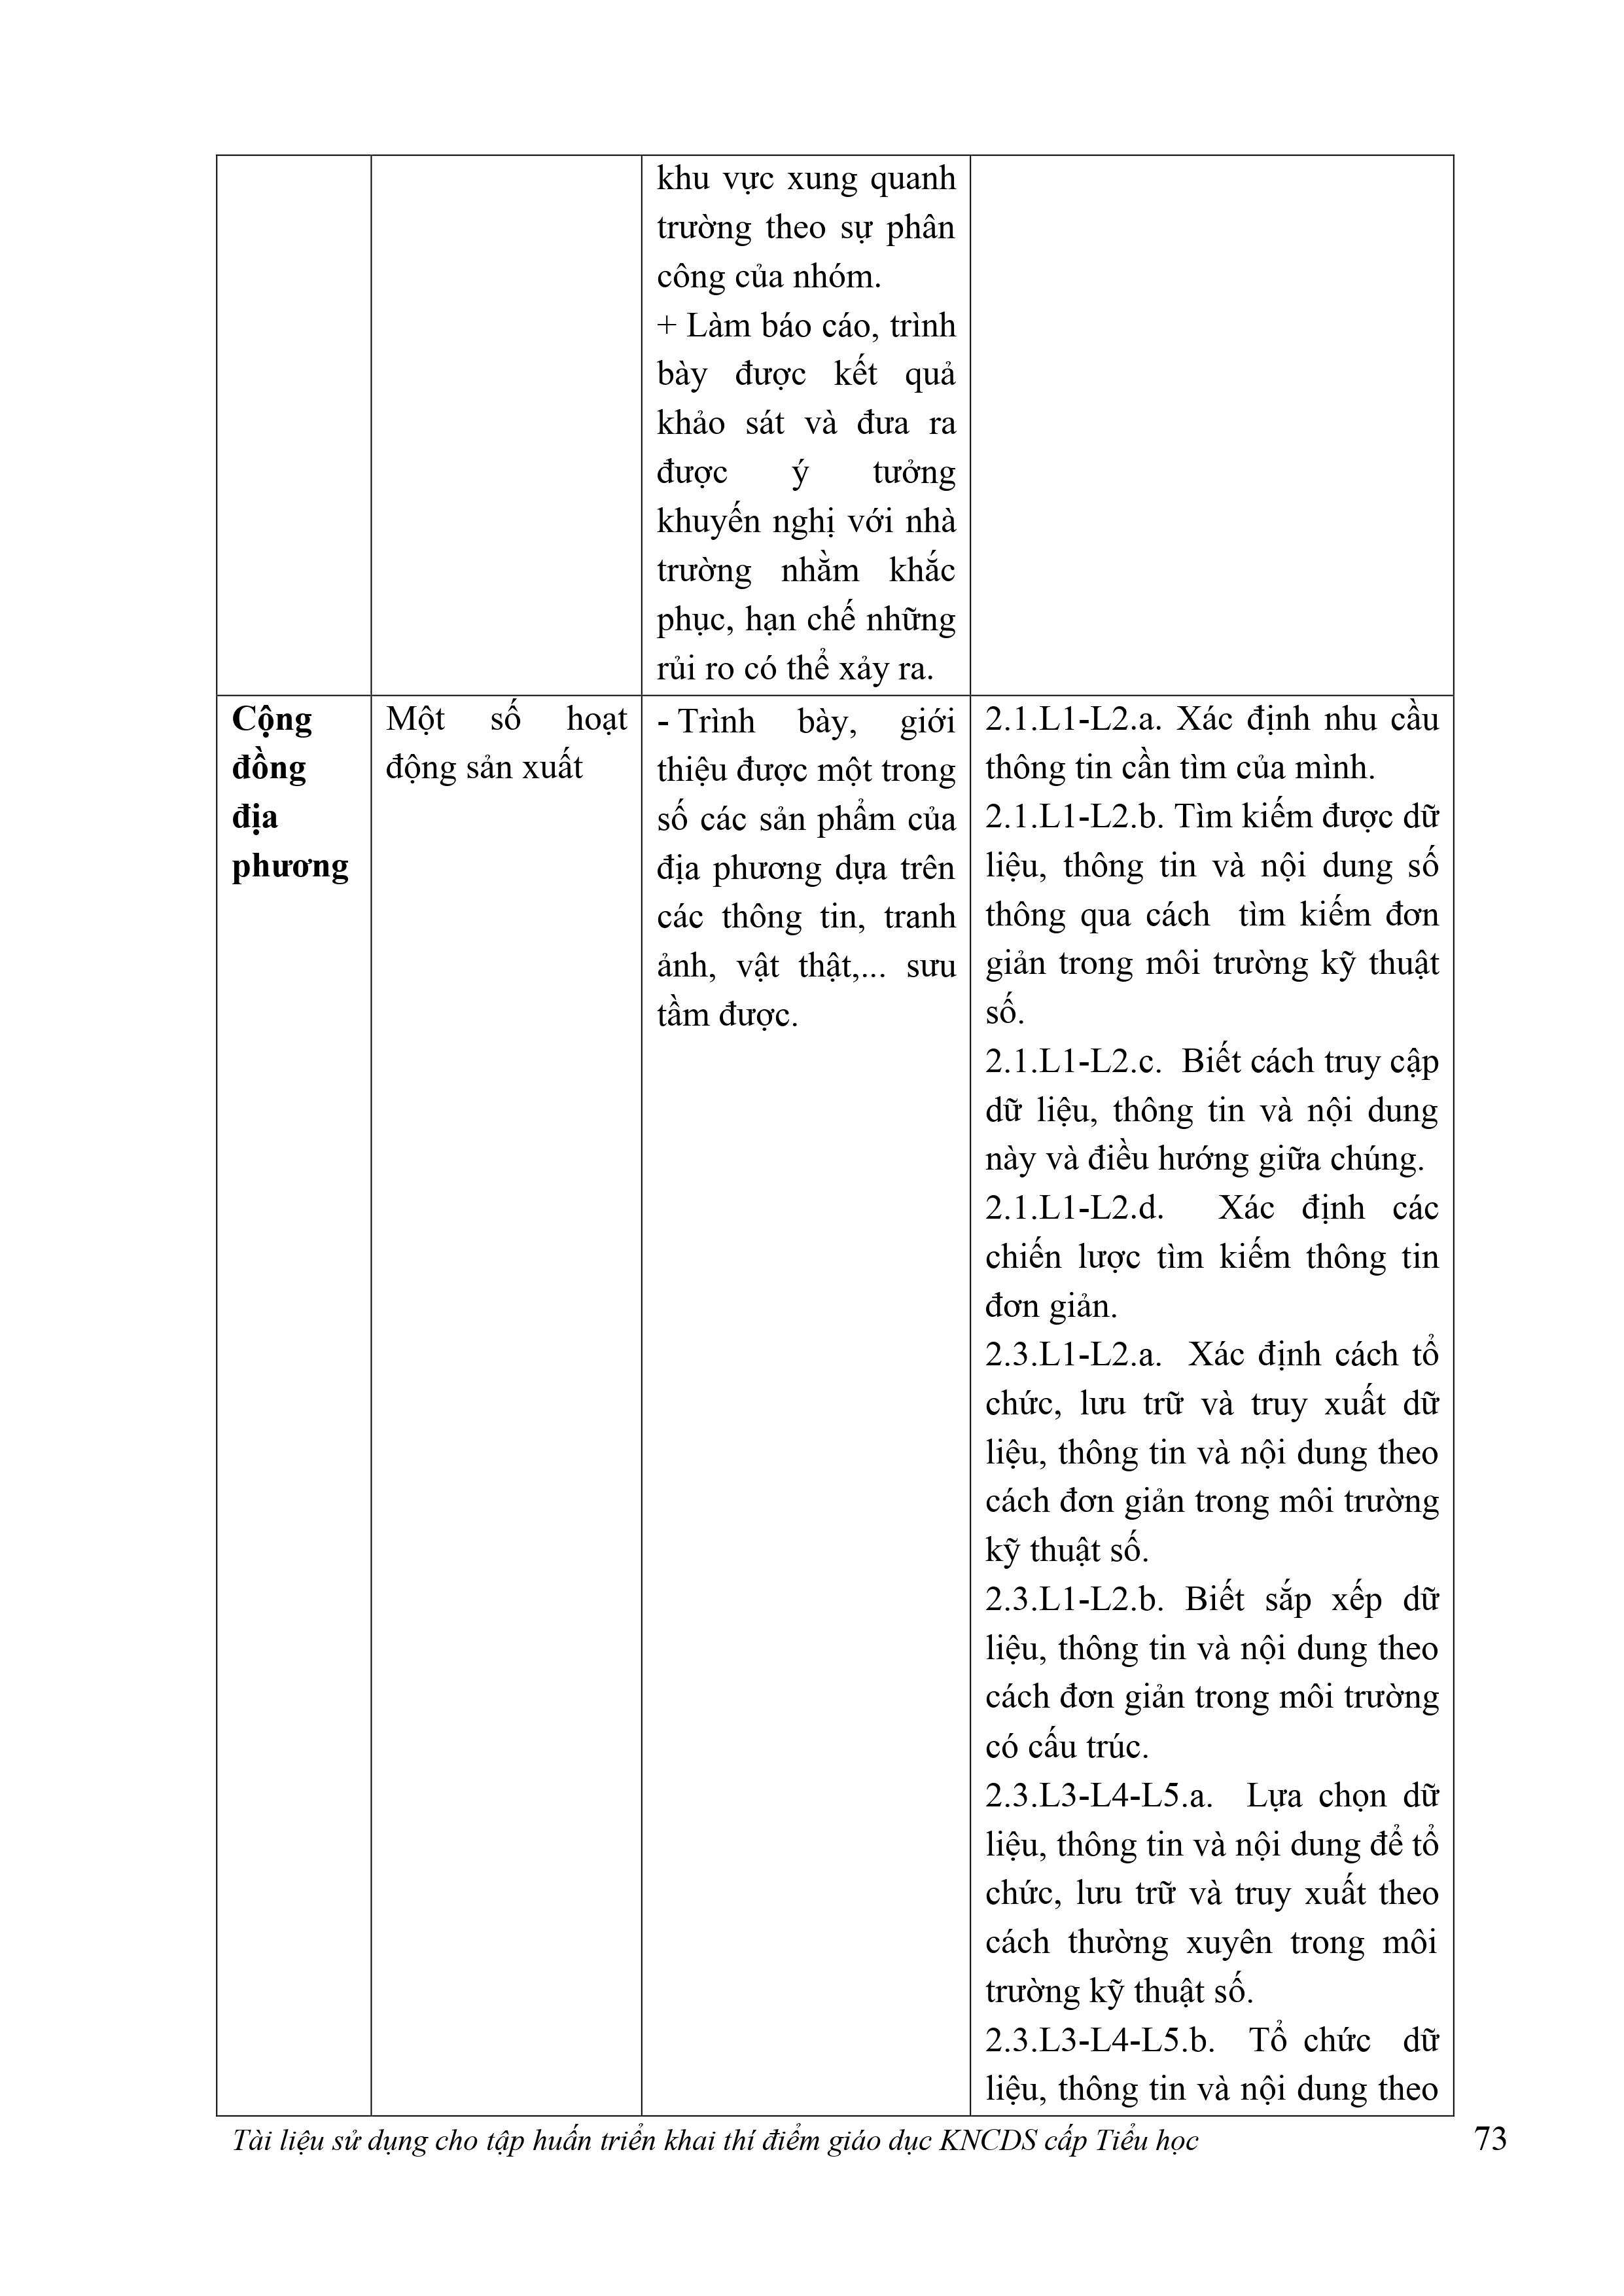 khu vực xung quanh
trường theo sự phân
công của nhóm.
+ Làm báo cáo, trình
bày được kết quả
khảo sát và đưa ra
được ý tưởng
khuyến nghị với nhà
trường nhằm khắc
phục, hạn chế những
rủi ro có thể xảy ra.
Cộng
đồng
địa
phương
Một số hoạt
động sản xuất
- Trình bày, giới
thiệu được một trong
số các sản phẩm của
địa phương dựa trên
các thông tin, tranh
ảnh, vật thật,... sưu
tầm được.
2.1.L1-L2.a. Xác định nhu cầu
thông tin cần tìm của mình.
2.1.L1-L2.b. Tìm kiếm được dữ
liệu, thông tin và nội dung số
thông qua cách tìm kiếm đơn
giản trong môi trường kỹ thuật
số.
2.1.L1-L2.c. Biết cách truy cập
dữ liệu, thông tin và nội dung
này và điều hướng giữa chúng.
2.1.L1-L2.d. Xác định các
chiến lược tìm kiếm thông tin
đơn giản.
2.3.L1-L2.a. Xác định cách tổ
chức, lưu trữ và truy xuất dữ
liệu, thông tin và nội dung theo
cách đơn giản trong môi trường
kỹ thuật số.
2.3.L1-L2.b. Biết sắp xếp dữ
liệu, thông tin và nội dung theo
cách đơn giản trong môi trường
có cấu trúc.
2.3.L3-L4-L5.a. Lựa chọn dữ
liệu, thông tin và nội dung để tổ
chức, lưu trữ và truy xuất theo
cách thường xuyên trong môi
trường kỹ thuật số.
2.3.L3-L4-L5.b. Tổ chức dữ
liệu, thông tin và nội dung theo
Tài liệu sử dụng cho tập huấn triển khai thí điểm giáo dục KNCDS cấp Tiểu học 73